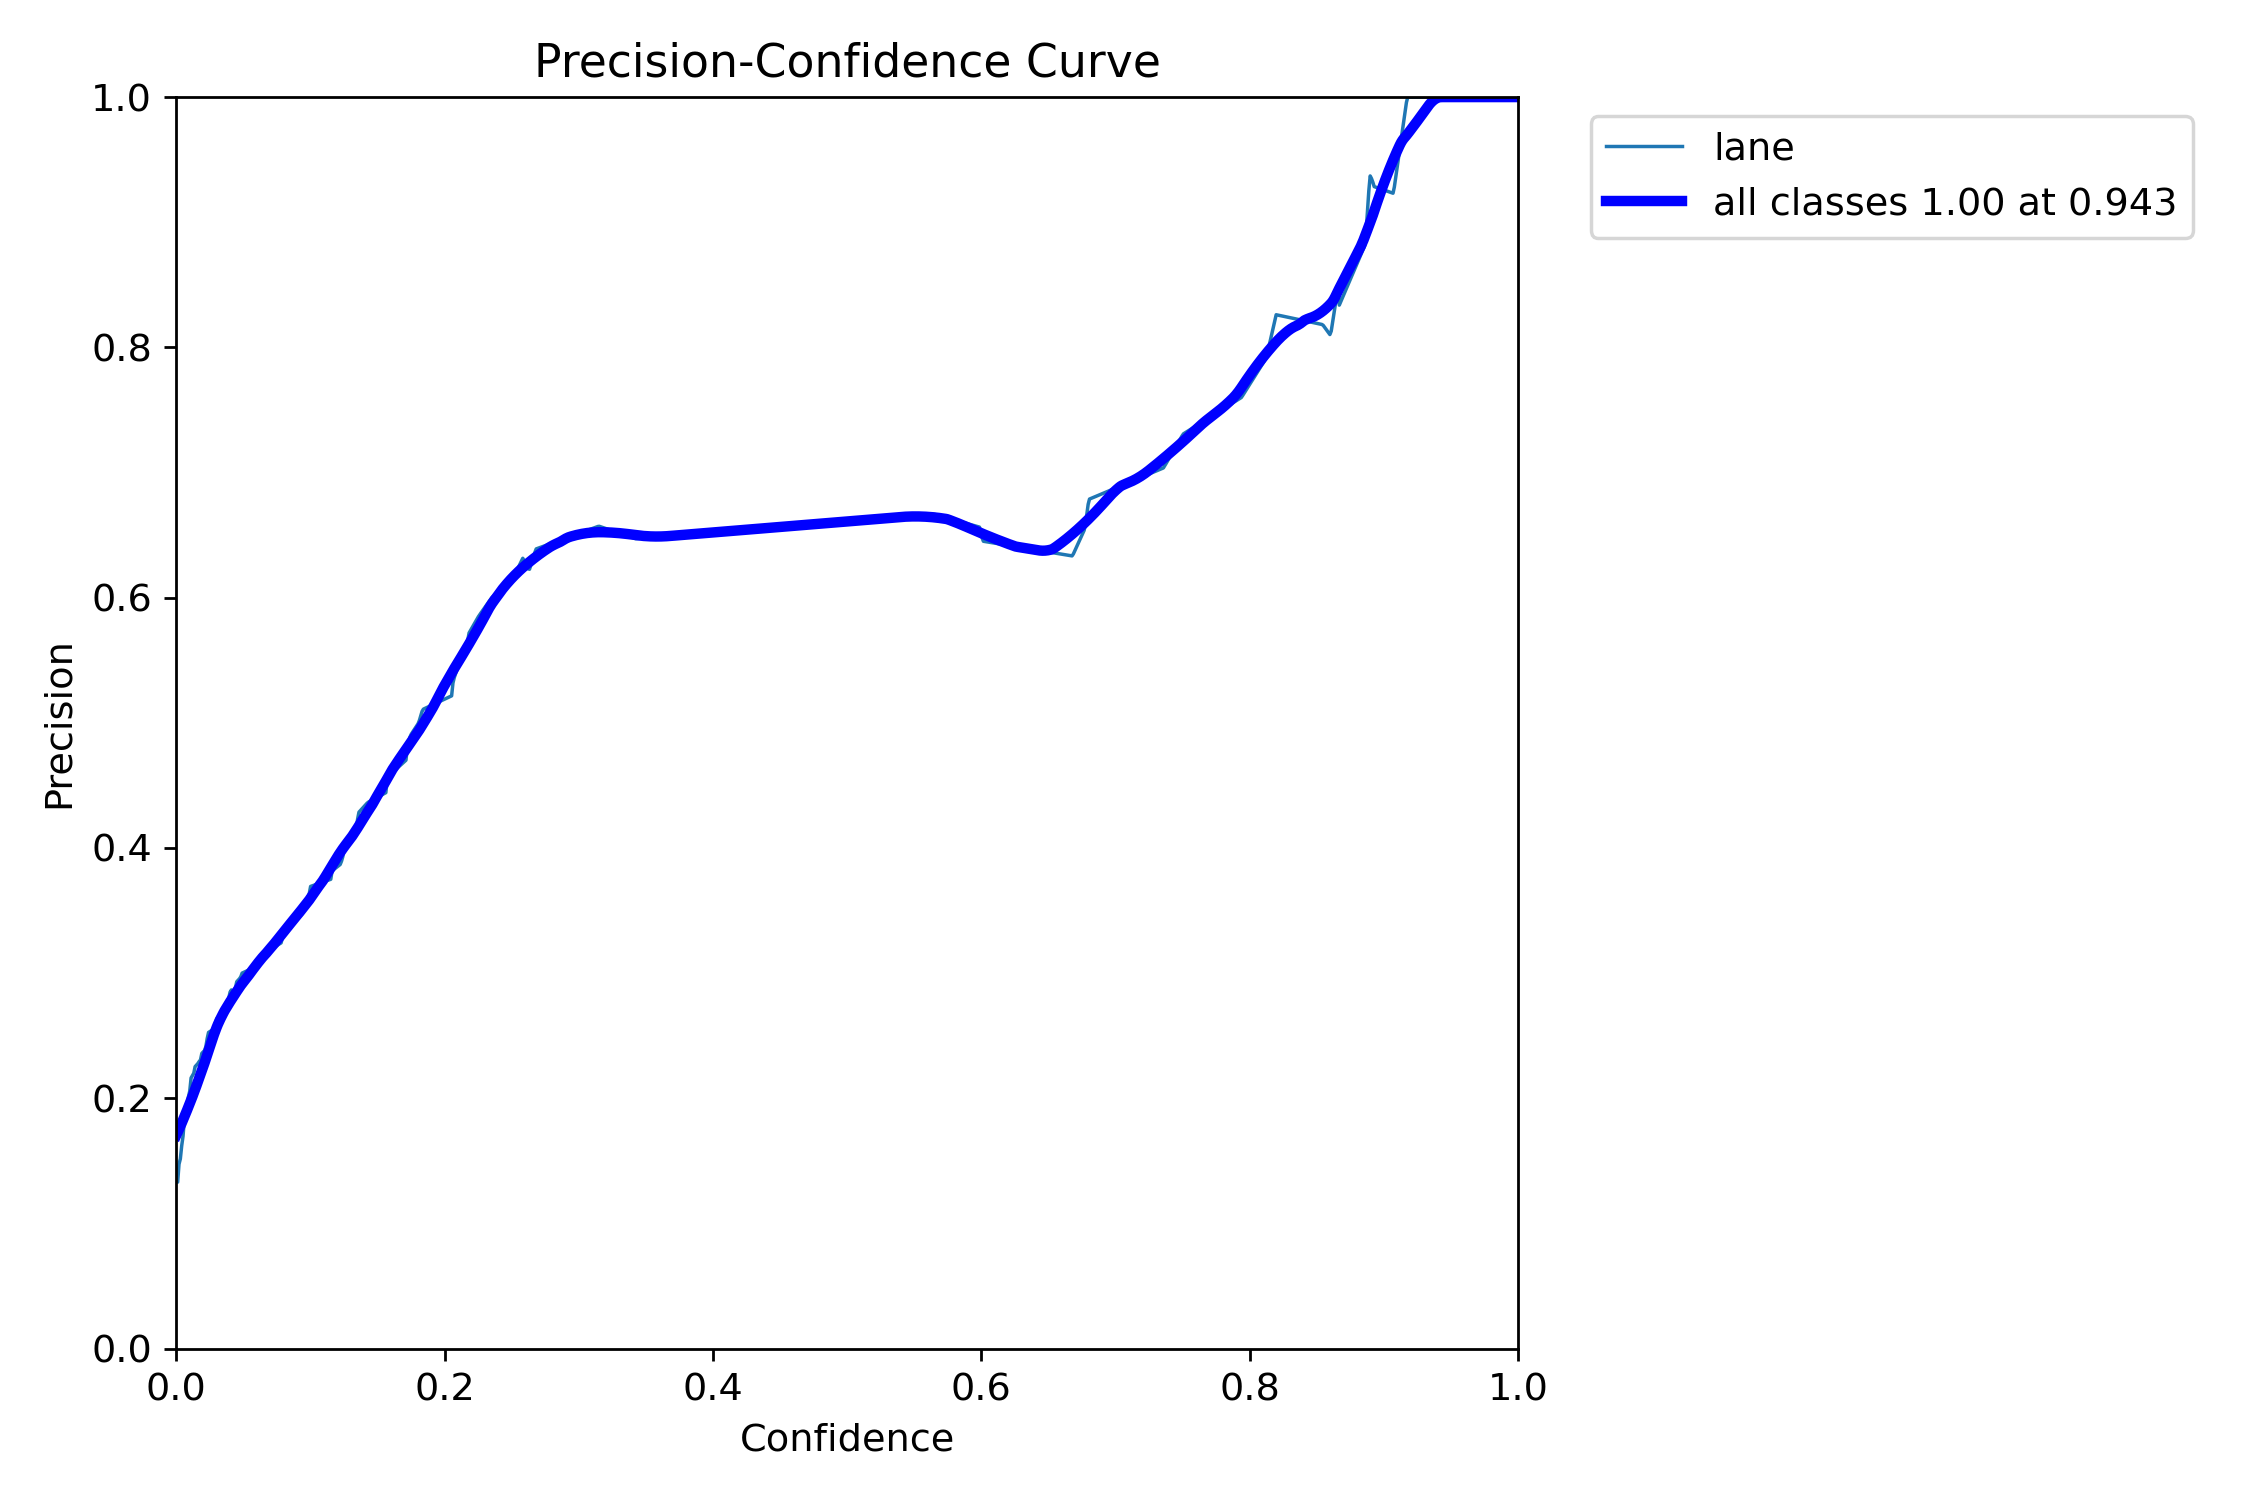 Precision-Confidence Curve
1.0
0.8
0.6
0.4
0.2
0.0
Precision
0.0 0.2 0.4 0.6 0.8 1.0
Confidence
lane
all classes 1.00 at 0.943